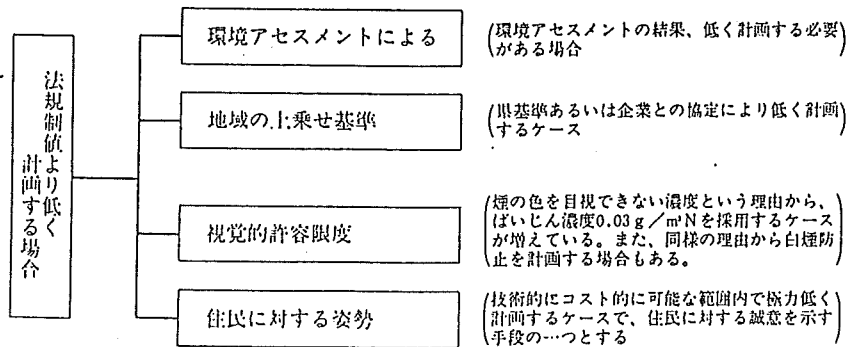 法規制値より低く
計画する場合
環境アセスメントによる
(環境アセスメントの結果、低く計画する必要
がある場合)
地域の上乗せ基準
(県基準あるいは企業との協定により低く計画
するケース)
視覚的許容限度
(煙の色を目視できない濃度という理由から、
ばいじん濃度0.03g/㎥Nを採用するケース
が増えている。また、同様の理由から白煙防
止を計画する場合もある。)
住民に対する姿勢
(技術的にコスト的に可能な範囲内で極力低く
計画するケースで、住民に対する誠意を示す
手段の一つとする)